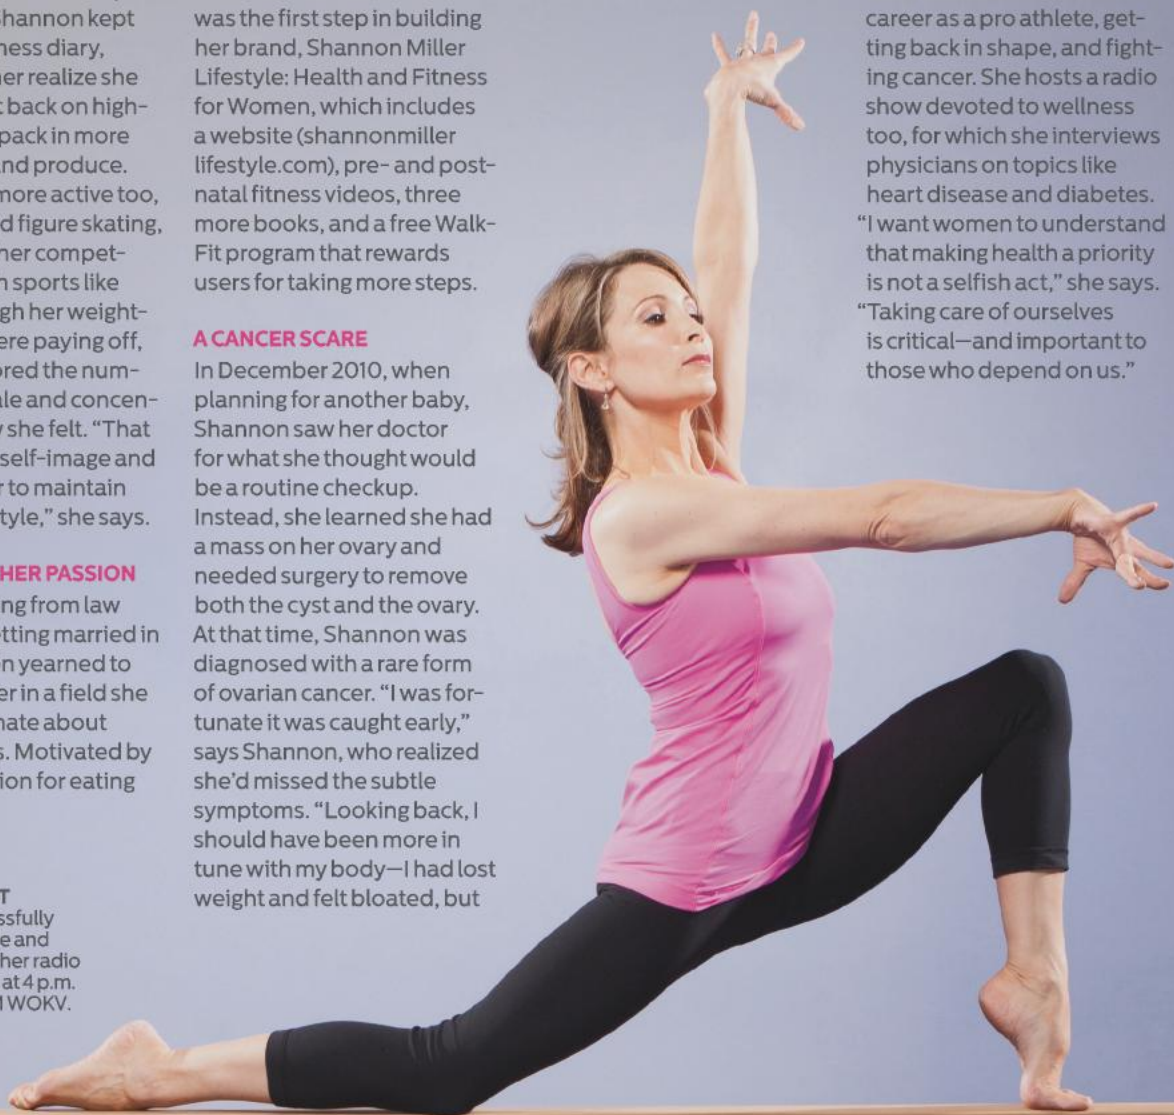 Shannon kept
ness diary,
her realize she
back on high-
pack in more
and produce.
more active too,
d figure skating,
her compet-
sports like
gh her weight-
ere paying off,
ored the num-
ale and concen-
she felt. “That
self-image and
r to maintain
tyle,” she says.
HER PASSION
ng from law
etting married in
n yearned to
er in a field she
nate about
s. Motivated by
ion for eating
T
ssfully
e and
her radio
at 4 p.m.
WOKV.
was the first step in building
her brand, Shannon Miller
Lifestyle: Health and Fitness
for Women, which includes
a website (shannonmiller
lifestyle.com), pre- and post-
natal fitness videos, three
more books, and a free Walk-
Fit program that rewards
users for taking more steps.
A CANCER SCARE
In December 2010, when
planning for another baby,
Shannon saw her doctor
for what she thought would
be a routine checkup.
Instead, she learned she had
a mass on her ovary and
needed surgery to remove
both the cyst and the ovary.
At that time, Shannon was
diagnosed with a rare form
of ovarian cancer. “I was for-
tunate it was caught early,”
says Shannon, who realized
she’d missed the subtle
symptoms. “Looking back, I
should have been more in
tune with my body—I had lost
weight and felt bloated, but
career as a pro athlete, get-
ting back in shape, and fight-
ing cancer. She hosts a radio
show devoted to wellness
too, for which she interviews
physicians on topics like
heart disease and diabetes.
“I want women to understand
that making health a priority
is not a selfish act,” she says.
“Taking care of ourselves
is critical—and important to
those who depend on us.”